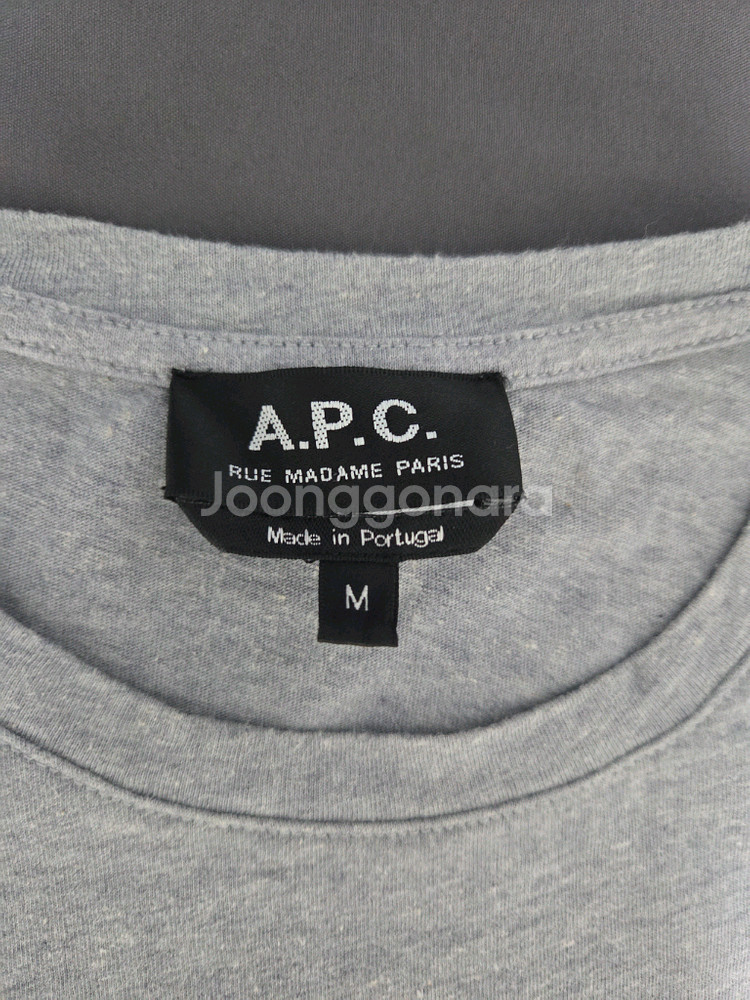 A.P.C.
RUE MADAME PARIS
Joonggonara
Made in Portugal
M